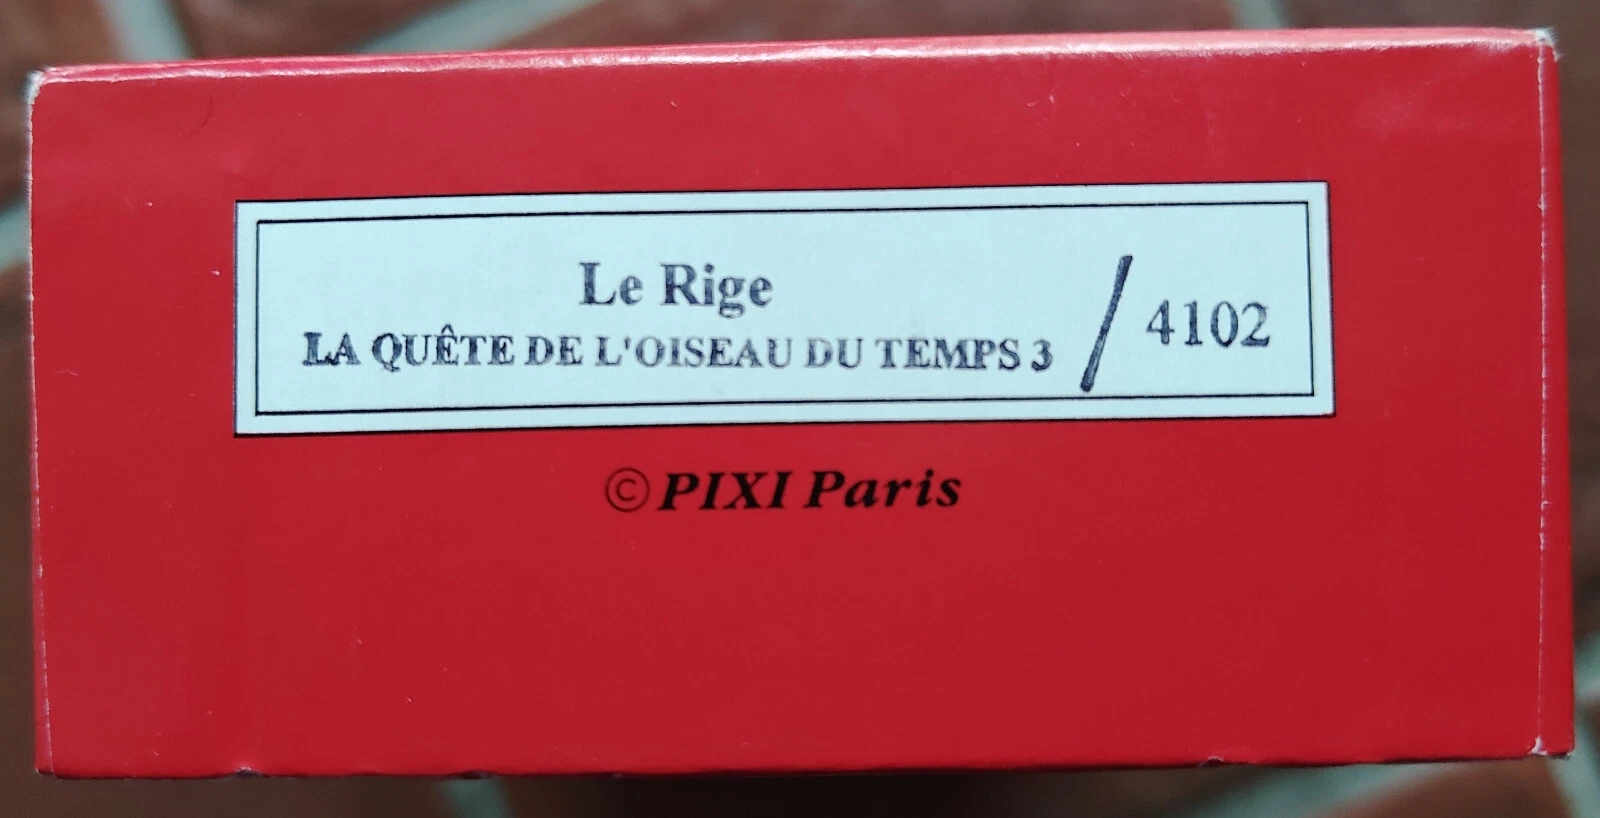 Le Rige
LA QUÊTE DE L'OISEAU DU TEMPS 3 / 4102
©PIXI Paris